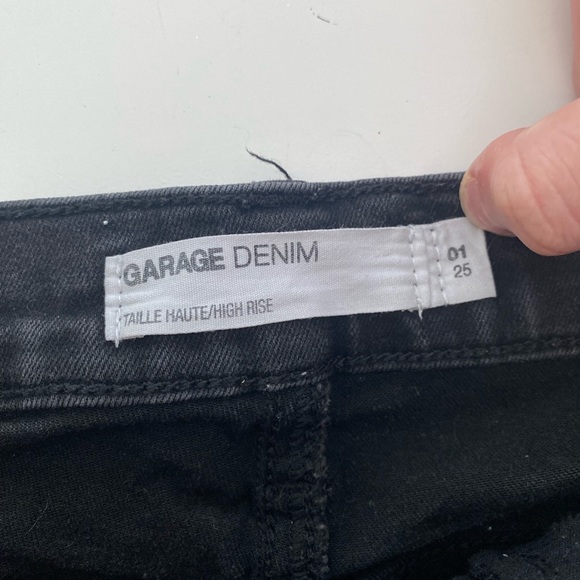 GARAGE DENIM
TAILLE HAUTE/HIGH RISE
01
25